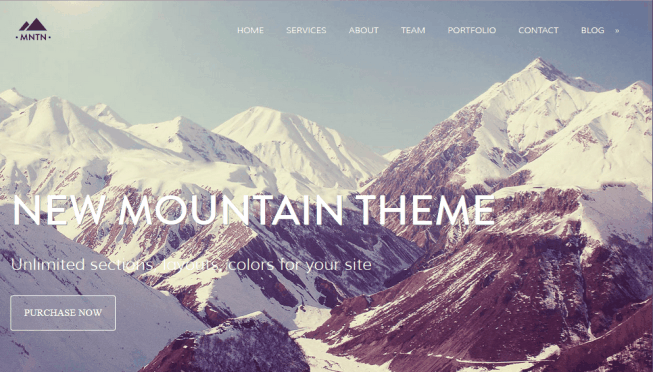 • MNTN •
HOME SERVICES ABOUT TEAM PORTFOLIO CONTACT BLOG »
NEW MOUNTAIN THEME
Unlimited sections, layouts, colors for your site
PURCHASE NOW